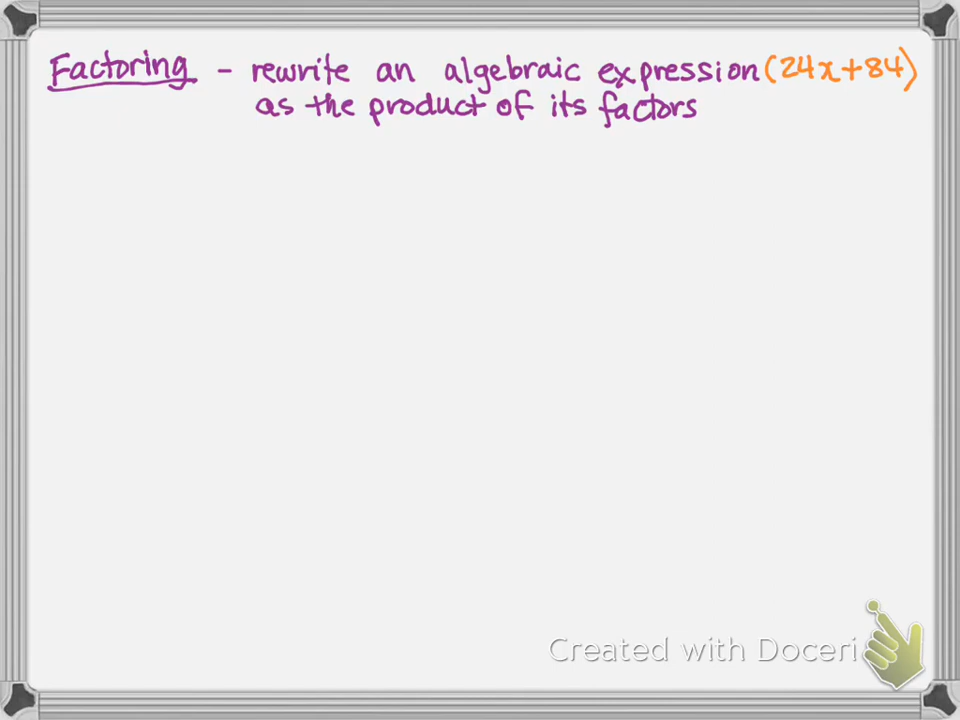 Factoring - rewrite an algebraic expression (24x+84)
as the product of its factors
Created with Doceri